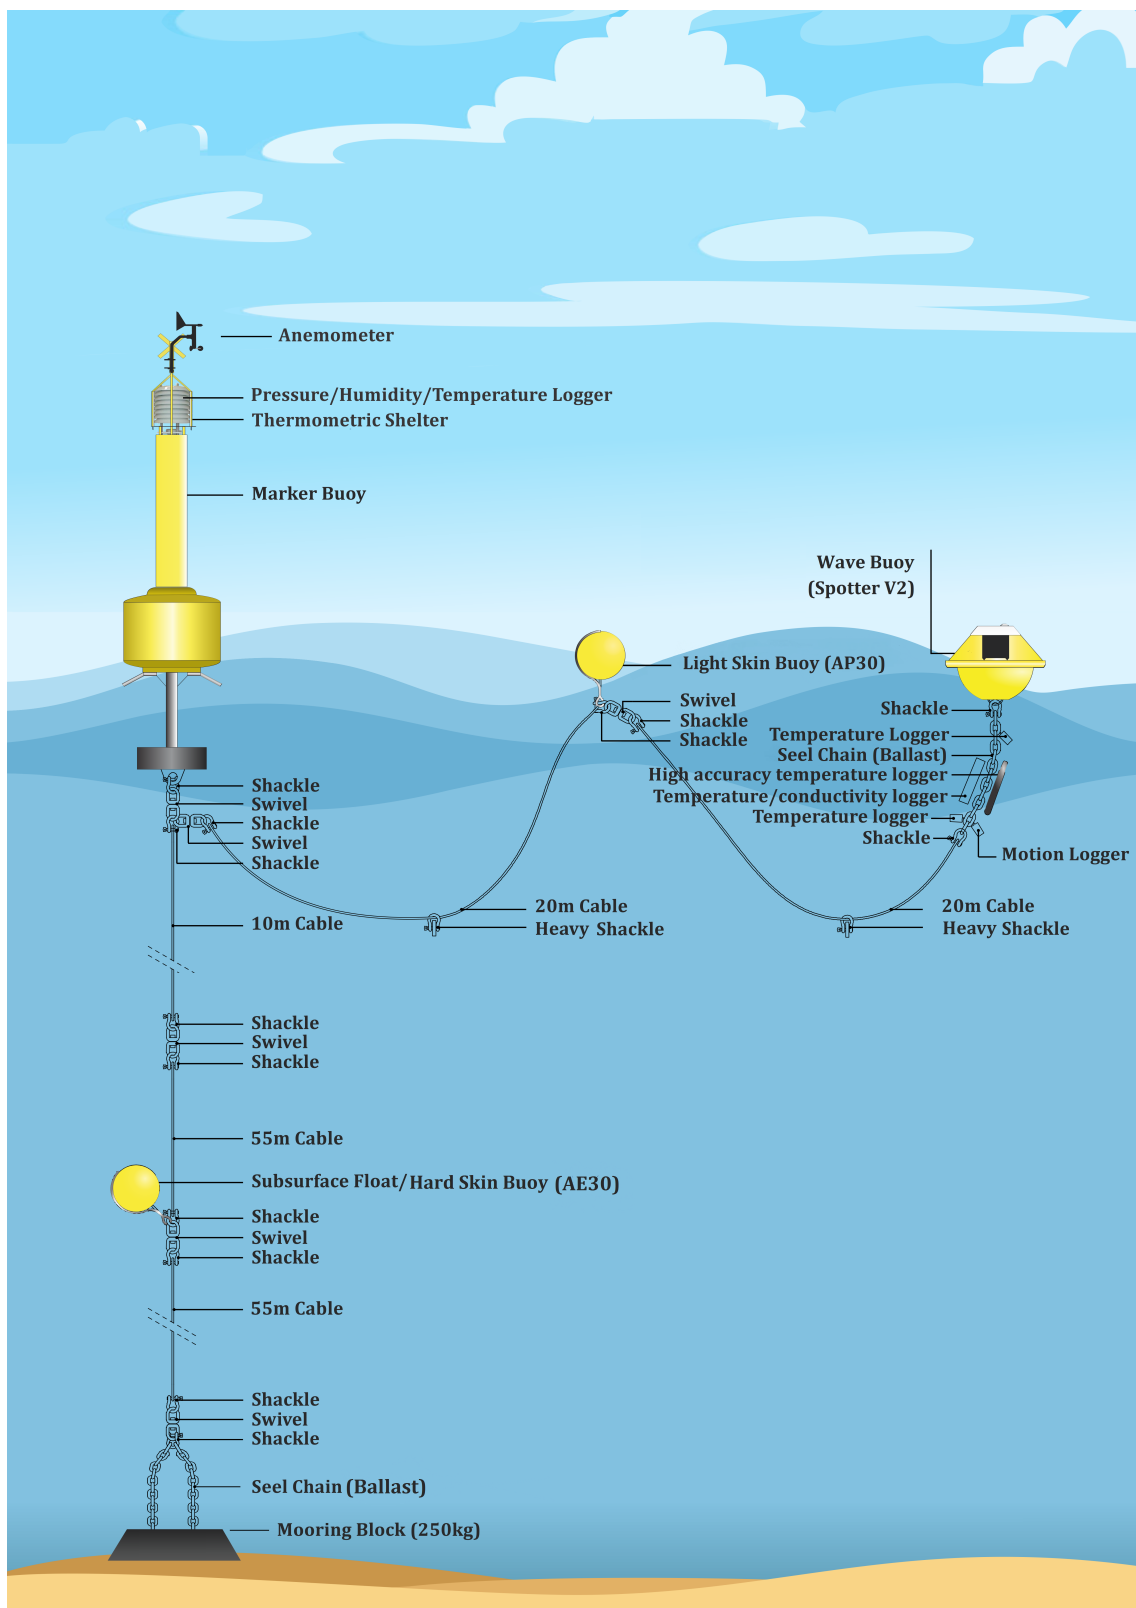 Anemometer
Pressure/Humidity/Temperature Logger
Thermometric Shelter
Marker Buoy
Wave Buoy
(Spotter V2)
Light Skin Buoy (AP30)
Swivel
Shackle
Shackle
Shackle
Temperature Logger
Seel Chain (Ballast)
High accuracy temperature logger
Temperature/conductivity logger
Temperature logger
Shackle
Motion Logger
Shackle
Swivel
Shackle
Swivel
Shackle
10m Cable
20m Cable
Heavy Shackle
20m Cable
Heavy Shackle
Shackle
Swivel
Shackle
55m Cable
Subsurface Float/Hard Skin Buoy (AE30)
Shackle
Swivel
Shackle
55m Cable
Shackle
Swivel
Shackle
Seel Chain (Ballast)
Mooring Block (250kg)